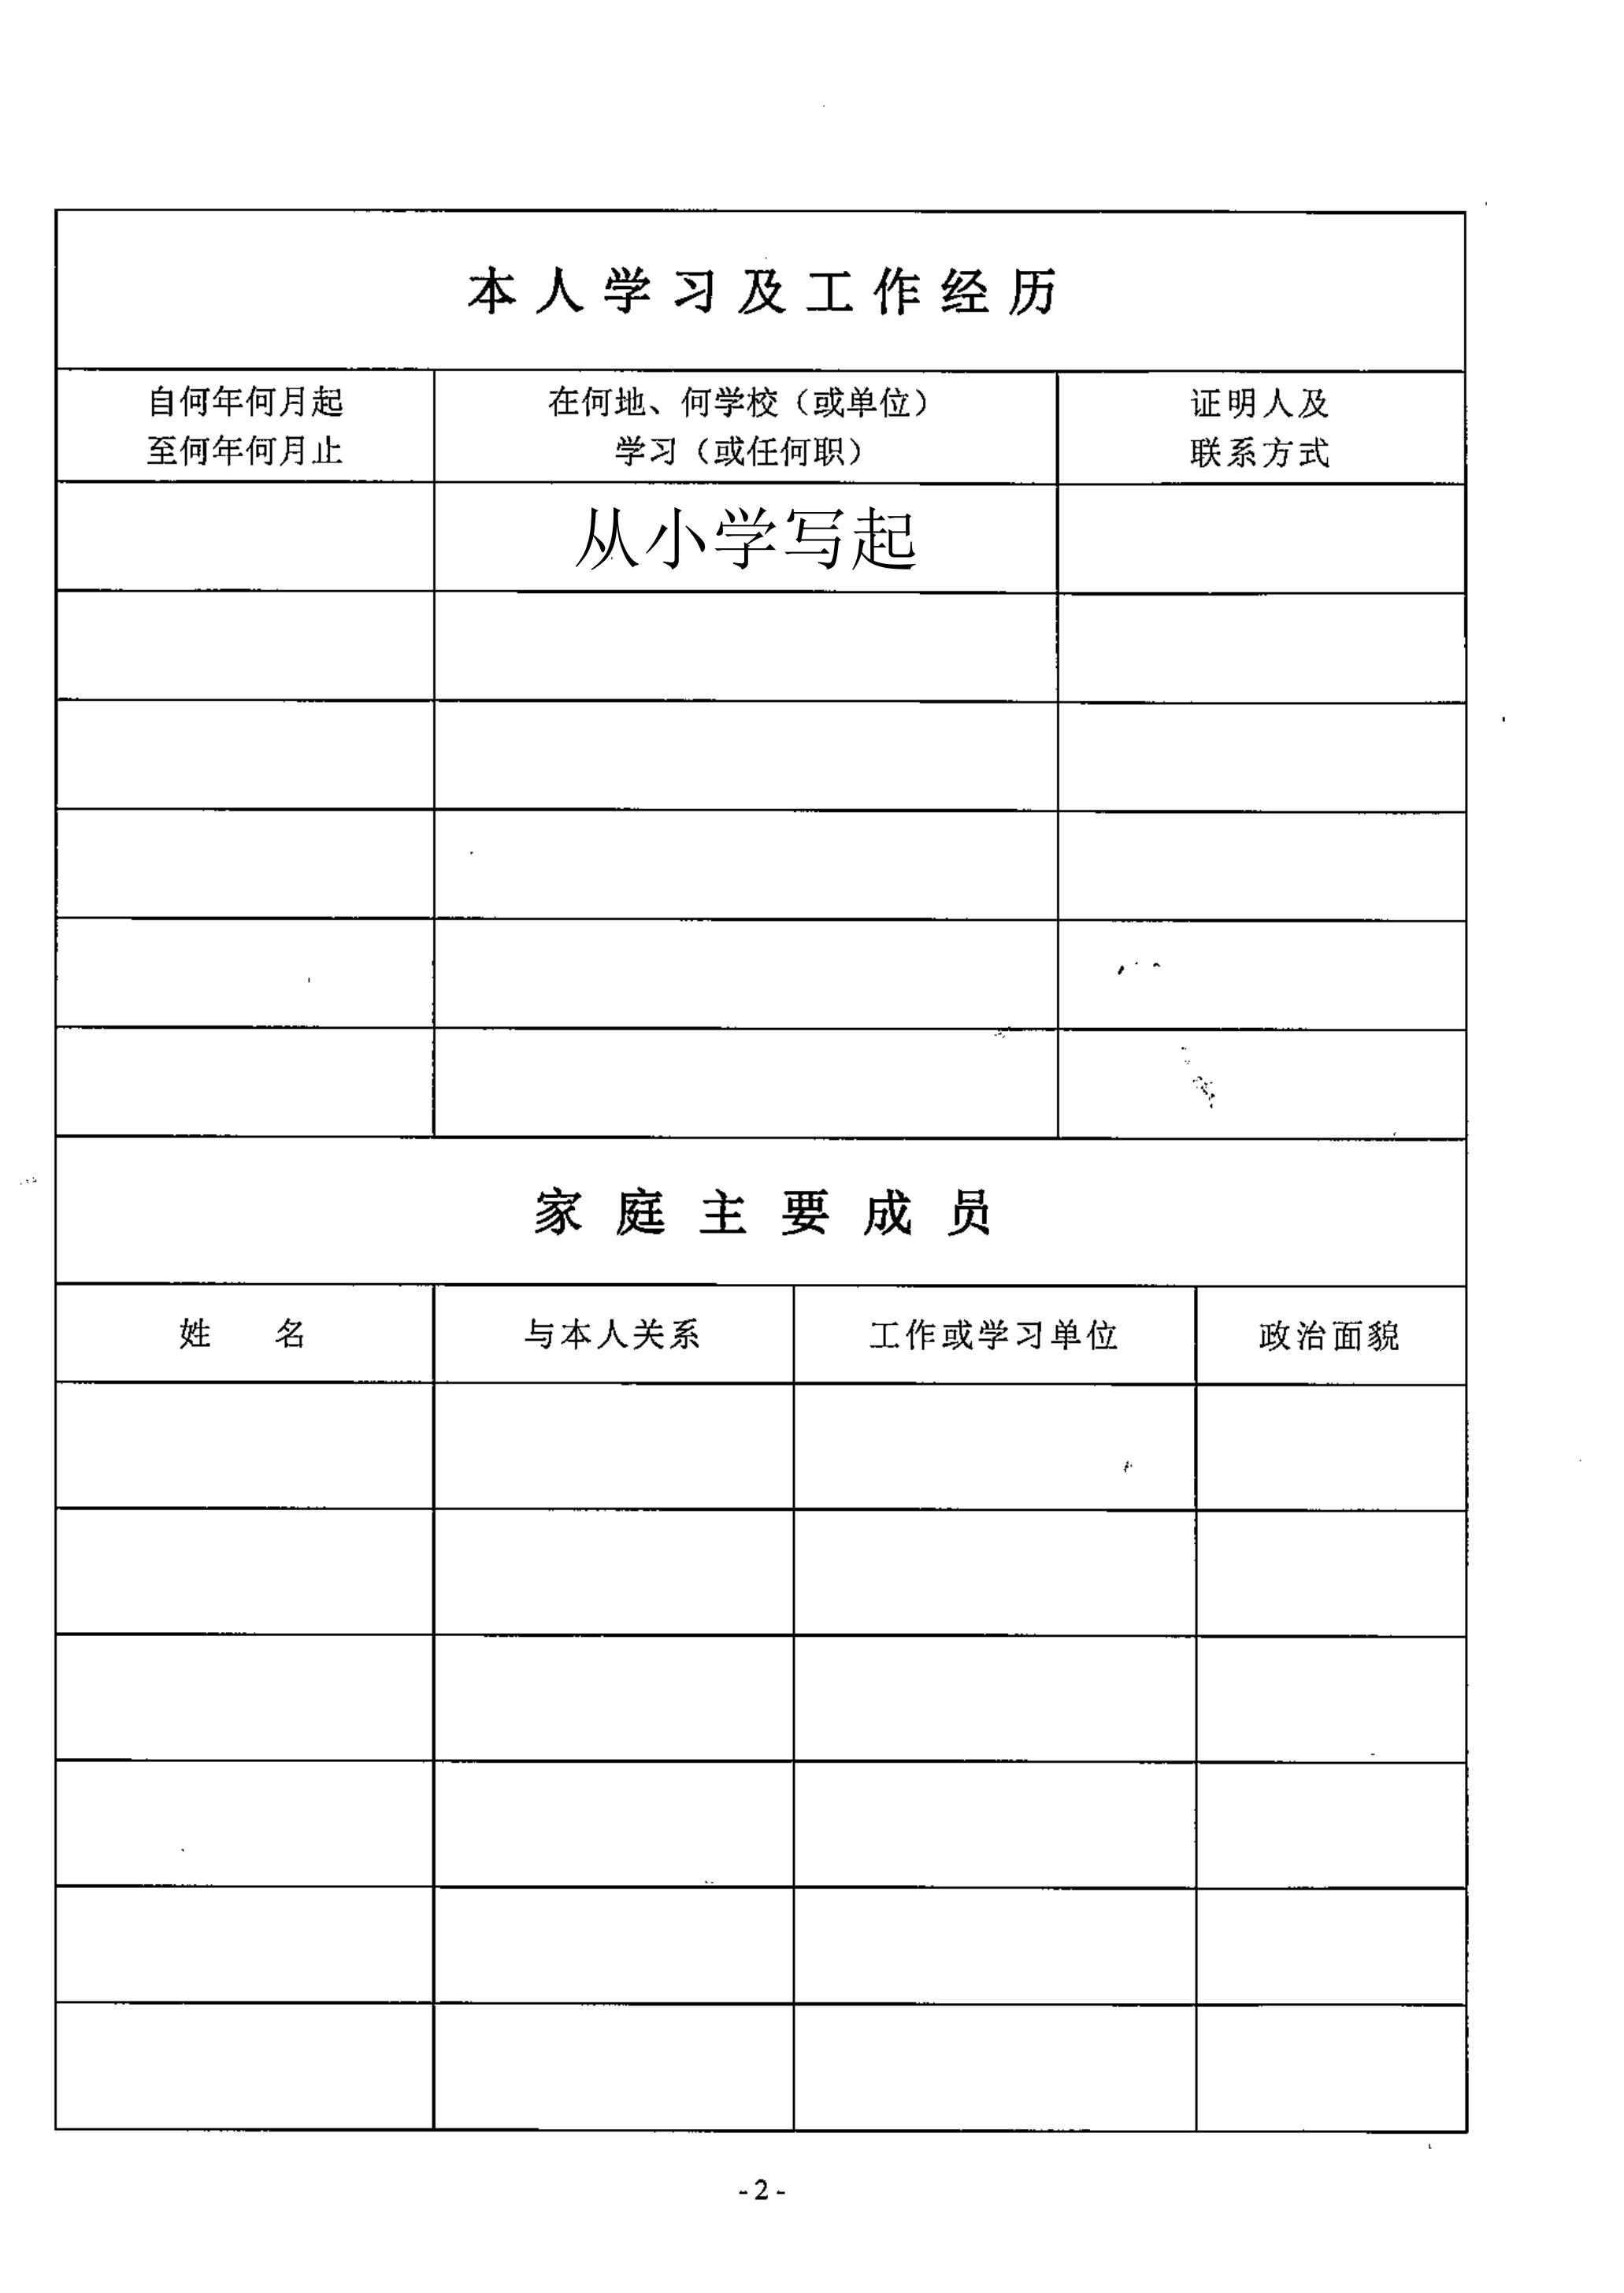 本人学习及工作经历
自何年何月起
至何年何月止
在何地、何学校（或单位）
学习（或任何职）
证明人及
联系方式
从小学写起
家庭主要成员
姓 名
与本人关系
工作或学习单位
政治面貌
- 2 -